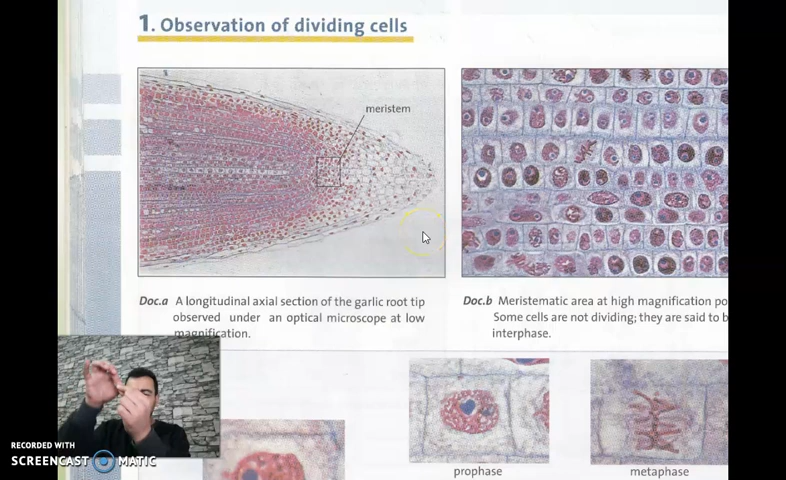 1. Observation of dividing cells
meristem
Doc.a A longitudinal axial section of the garlic root tip
observed under an optical microscope at low
magnification.
Doc.b Meristematic area at high magnification po
Some cells are not dividing; they are said to b
interphase.
prophase
metaphase
RECORDED WITH
SCREENCAST MATIC